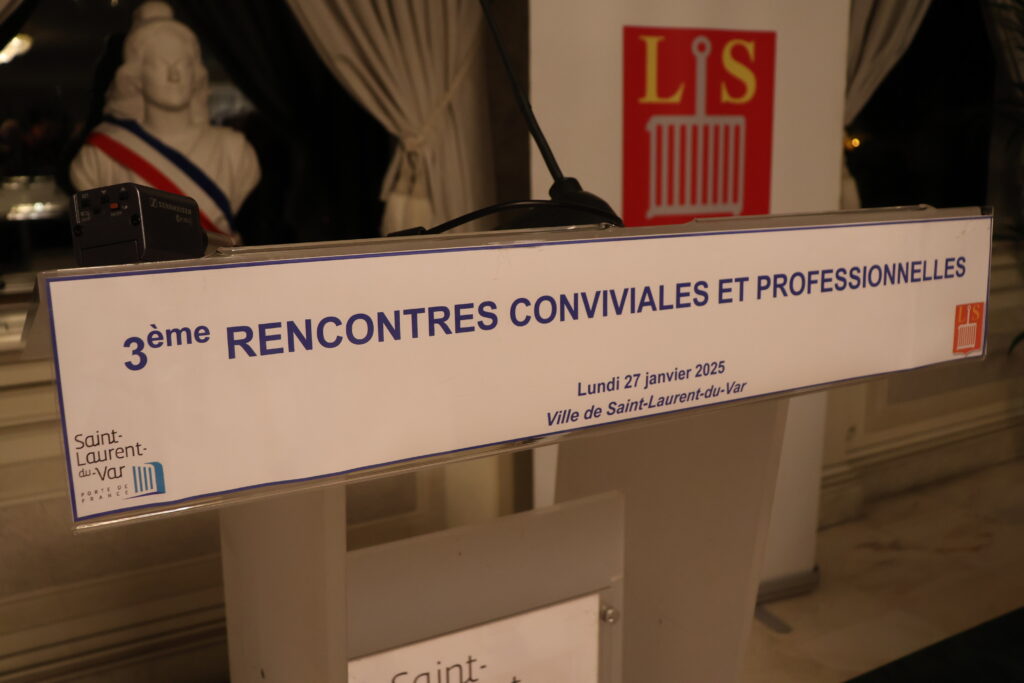 LS
SENNHEISER
3ème RENCONTRES CONVIVIALES ET PROFESSIONNELLES
LS
Lundi 27 janvier 2025
Ville de Saint-Laurent-du-Var
Saint-
Laurent-
du-Var
PORTE DE
FRANCE
Saint-